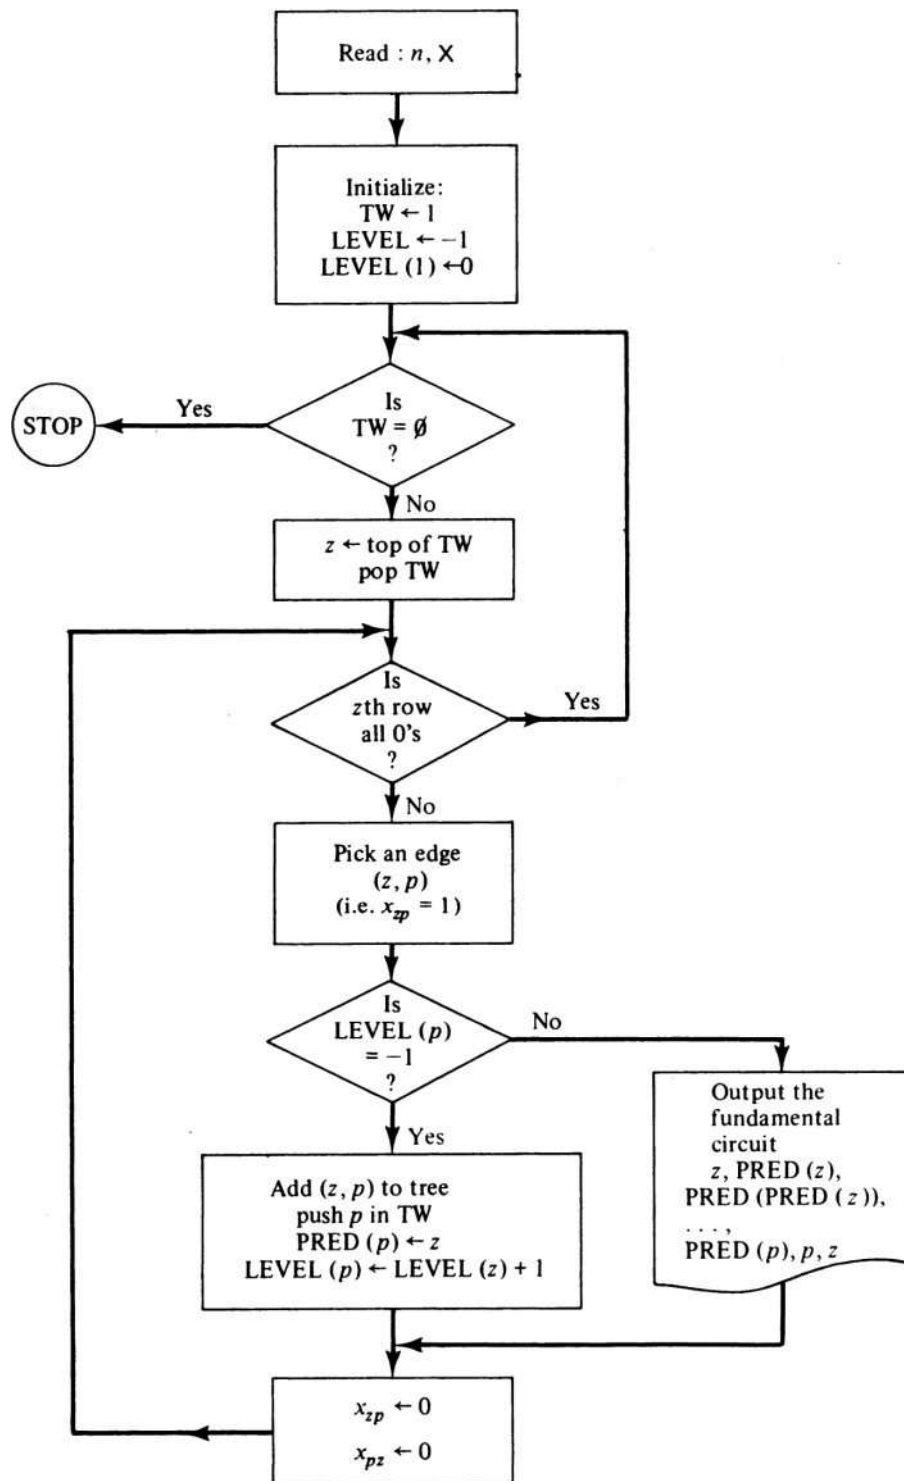 Read : n, X
Initialize:
TW ← 1
LEVEL ← −1
LEVEL (1) ←0
Is
TW = ∅
?
Yes
STOP
No
z ← top of TW
pop TW
Is
zth row
all 0's
?
Yes
No
Pick an edge
(z, p)
(i.e. x_zp = 1)
Is
LEVEL (p)
= −1
?
No
Yes
Output the
fundamental
circuit
z, PRED (z),
PRED (PRED (z)),
. . . ,
PRED (p), p, z
Add (z, p) to tree
push p in TW
PRED (p) ← z
LEVEL (p) ← LEVEL (z) + 1
x_zp ← 0
x_pz ← 0